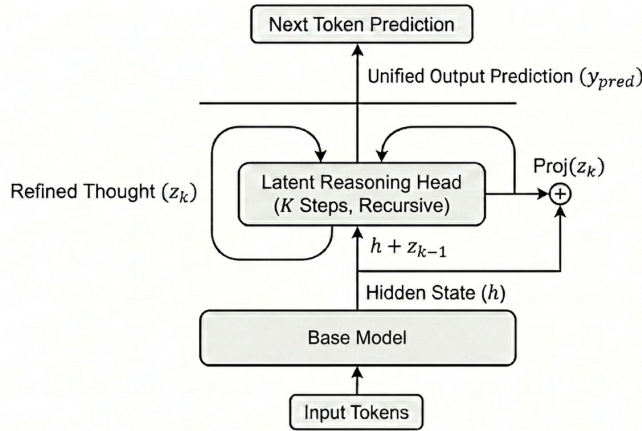 Next Token Prediction
Unified Output Prediction (y_pred)
Refined Thought (z_k)
Latent Reasoning Head
(K Steps, Recursive)
Proj(z_k)
+
h + z_{k-1}
Hidden State (h)
Base Model
Input Tokens